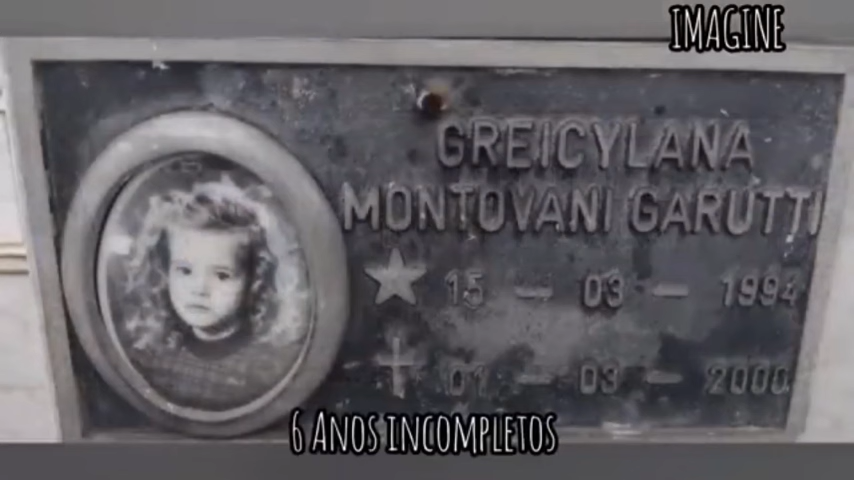 IMAGINE
GREICYLANA
MONTOVANI GARUTTI
15 - 03 - 1994
01 - 03 - 2000
6 Anos incompletos